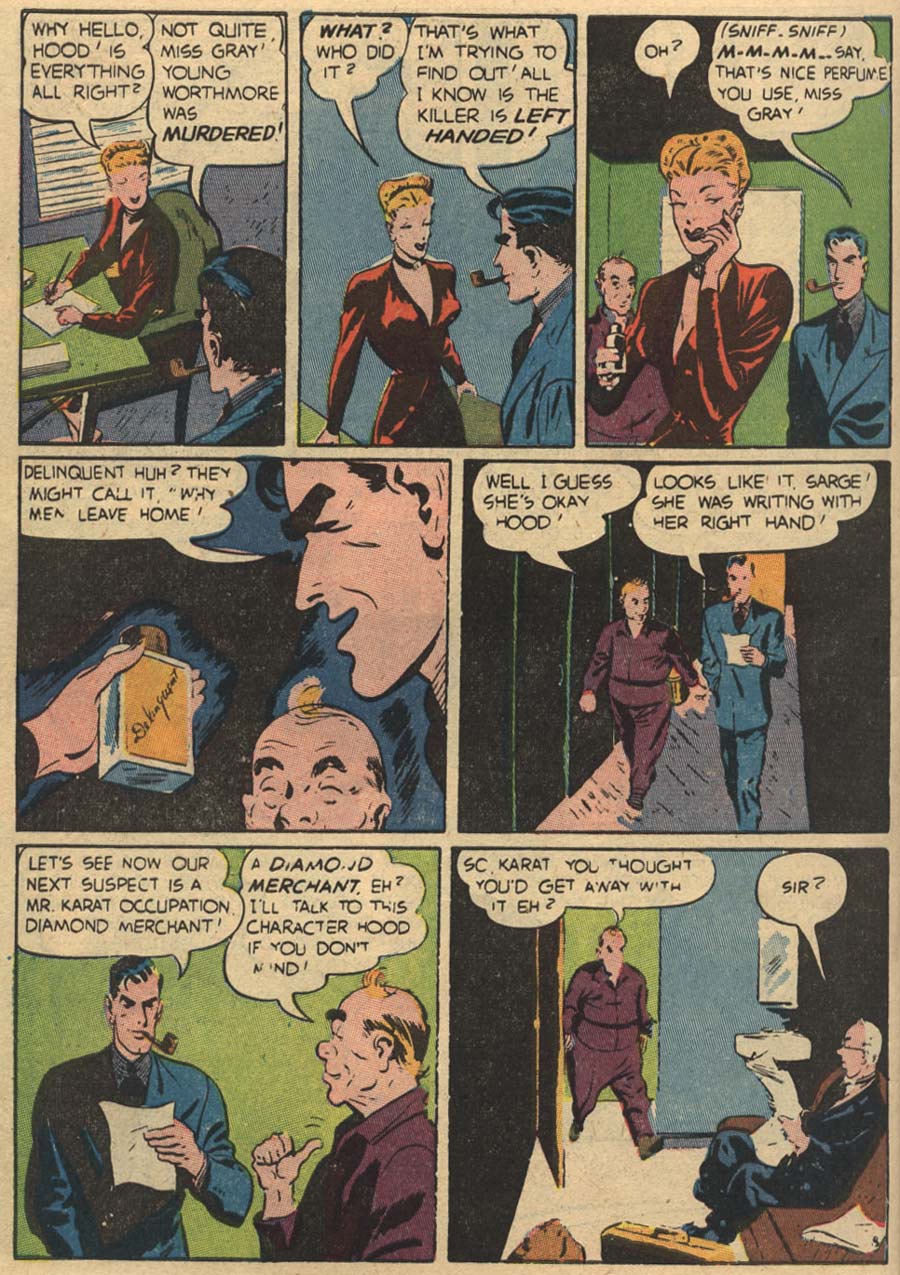 WHY HELLO,
HOOD! IS
EVERYTHING
ALL RIGHT?
NOT QUITE,
MISS GRAY!
YOUNG
WORTHMORE
WAS
MURDERED!
WHAT?
WHO DID
IT?
THAT'S WHAT
I'M TRYING TO
FIND OUT! ALL
I KNOW IS THE
KILLER IS LEFT
HANDED!
OH?
(SNIFF-SNIFF)
M-M-M-M-- SAY,
THAT'S NICE PERFUME
YOU USE, MISS
GRAY!
DELINQUENT HUH? THEY
MIGHT CALL IT, "WHY
MEN LEAVE HOME!
Delinquent
WELL I GUESS
SHE'S OKAY
HOOD!
LOOKS LIKE IT, SARGE!
SHE WAS WRITING WITH
HER RIGHT HAND!
LET'S SEE NOW OUR
NEXT SUSPECT IS A
MR. KARAT OCCUPATION,
DIAMOND MERCHANT!
A DIAMOND
MERCHANT, EH?
I'LL TALK TO THIS
CHARACTER HOOD
IF YOU DON'T
MIND!
SO, KARAT YOU THOUGHT
YOU'D GET AWAY WITH
IT EH?
SIR?
8